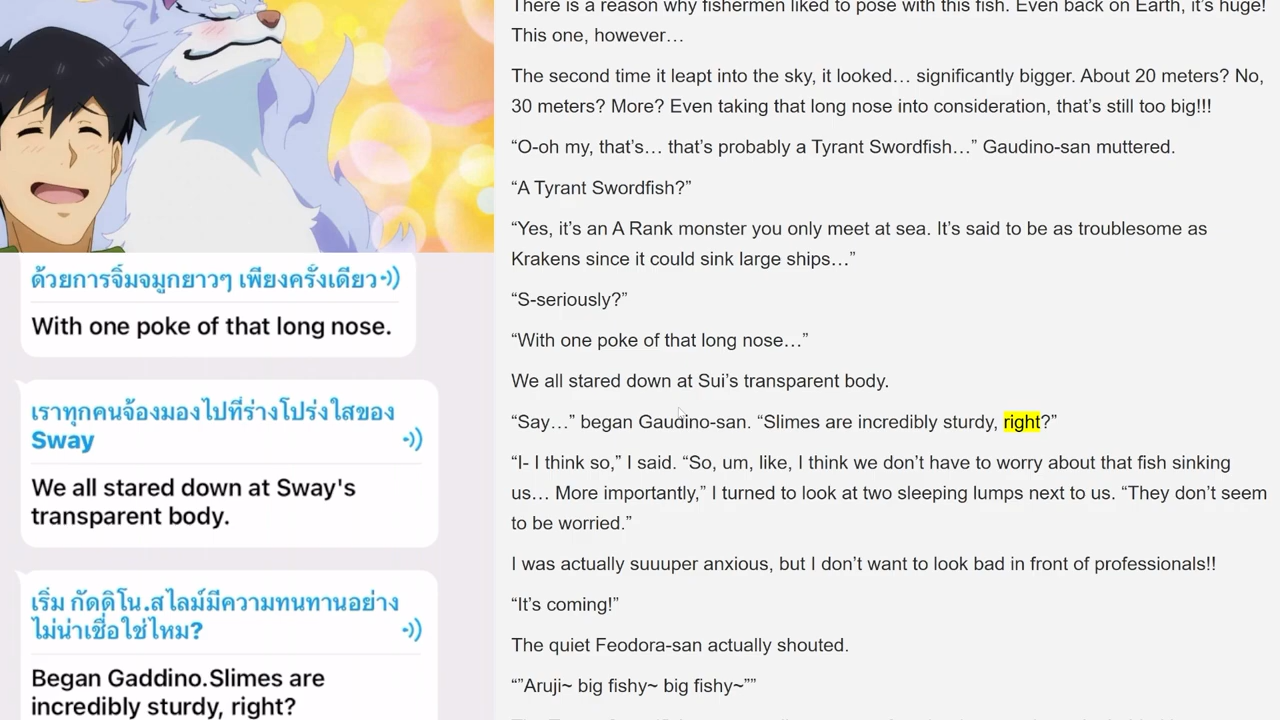 ด้วยการจิ้มจมูกยาวๆ เพียงครั้งเดียว
With one poke of that long nose.
เราทุกคนจ้องมองไปที่ร่างโปร่งใสของ
Sway
We all stared down at Sway's
transparent body.
เริ่ม กัดดิโน.สไลม์มีความทนทานอย่าง
ไม่น่าเชื่อใช่ไหม?
Began Gaddino.Slimes are
incredibly sturdy, right?
There is a reason why fishermen liked to pose with this fish. Even back on Earth, it’s huge!
This one, however…
The second time it leapt into the sky, it looked… significantly bigger. About 20 meters? No,
30 meters? More? Even taking that long nose into consideration, that’s still too big!!!
“O-oh my, that’s… that’s probably a Tyrant Swordfish…” Gaudino-san muttered.
“A Tyrant Swordfish?”
“Yes, it’s an A Rank monster you only meet at sea. It’s said to be as troublesome as
Krakens since it could sink large ships…”
“S-seriously?”
“With one poke of that long nose…”
We all stared down at Sui’s transparent body.
“Say…” began Gaudino-san. “Slimes are incredibly sturdy, right?”
“I- I think so,” I said. “So, um, like, I think we don’t have to worry about that fish sinking
us… More importantly,” I turned to look at two sleeping lumps next to us. “They don’t seem
to be worried.”
I was actually suuuper anxious, but I don’t want to look bad in front of professionals!!
“It’s coming!”
The quiet Feodora-san actually shouted.
“”Aruji~ big fishy~ big fishy~””